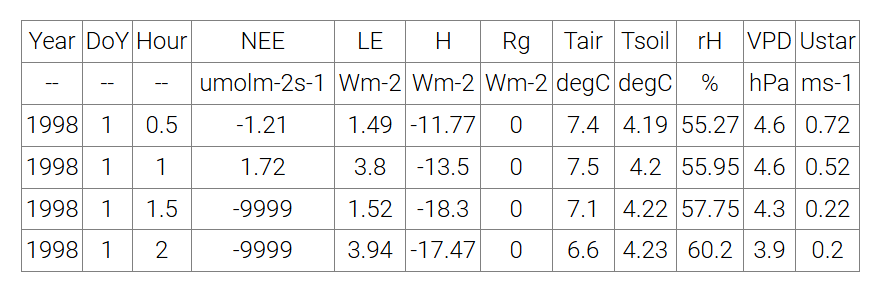 Year DoY Hour NEE LE H Rg Tair Tsoil rH VPD Ustar
-- -- -- umolm-2s-1 Wm-2 Wm-2 Wm-2 degC degC % hPa ms-1
1998 1 0.5 -1.21 1.49 -11.77 0 7.4 4.19 55.27 4.6 0.72
1998 1 1 1.72 3.8 -13.5 0 7.5 4.2 55.95 4.6 0.52
1998 1 1.5 -9999 1.52 -18.3 0 7.1 4.22 57.75 4.3 0.22
1998 1 2 -9999 3.94 -17.47 0 6.6 4.23 60.2 3.9 0.2